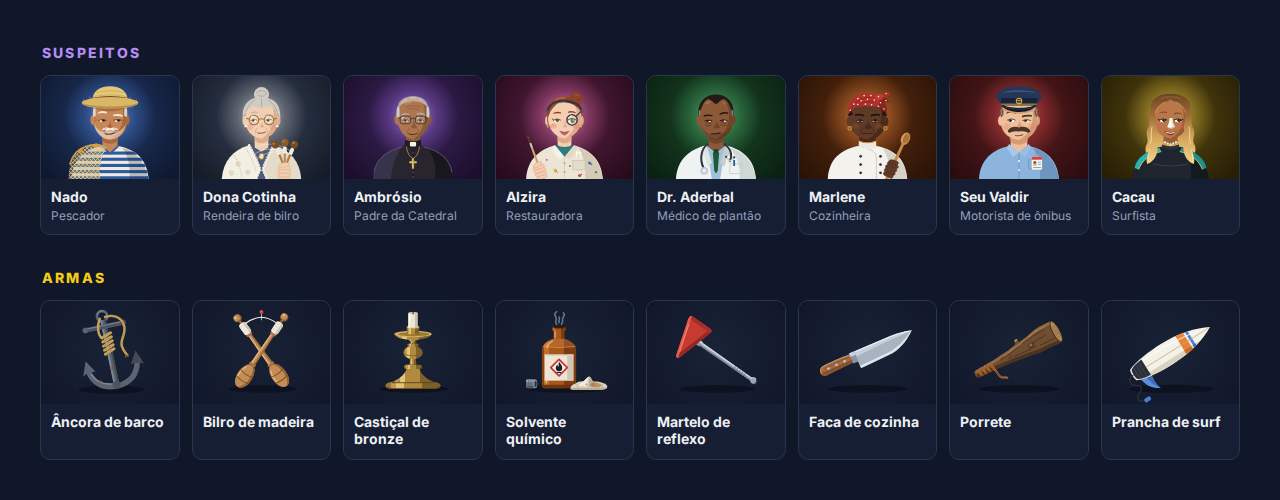 SUSPEITOS
Nado
Pescador
Dona Cotinha
Rendeira de bilro
Ambrósio
Padre da Catedral
Alzira
Restauradora
Dr. Aderbal
Médico de plantão
Marlene
Cozinheira
Seu Valdir
Motorista de ônibus
Cacau
Surfista
ARMAS
Âncora de barco
Bilro de madeira
Castiçal de
bronze
Solvente
químico
Martelo de
reflexo
Faca de cozinha
Porrete
Prancha de surf